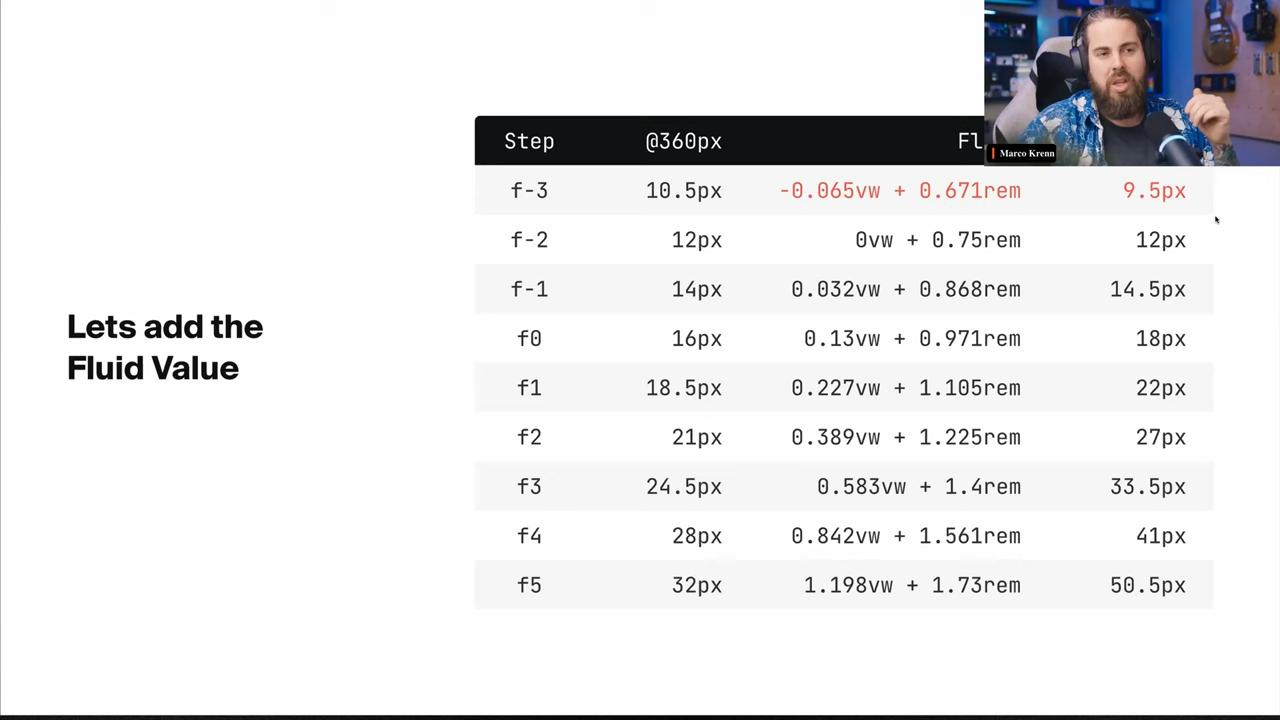 Marco Krenn
Step @360px
f-3 10.5px -0.065vw + 0.671rem 9.5px
f-2 12px 0vw + 0.75rem 12px
f-1 14px 0.032vw + 0.868rem 14.5px
Lets add the
Fluid Value
f0 16px 0.13vw + 0.971rem 18px
f1 18.5px 0.227vw + 1.105rem 22px
f2 21px 0.389vw + 1.225rem 27px
f3 24.5px 0.583vw + 1.4rem 33.5px
f4 28px 0.842vw + 1.561rem 41px
f5 32px 1.198vw + 1.73rem 50.5px